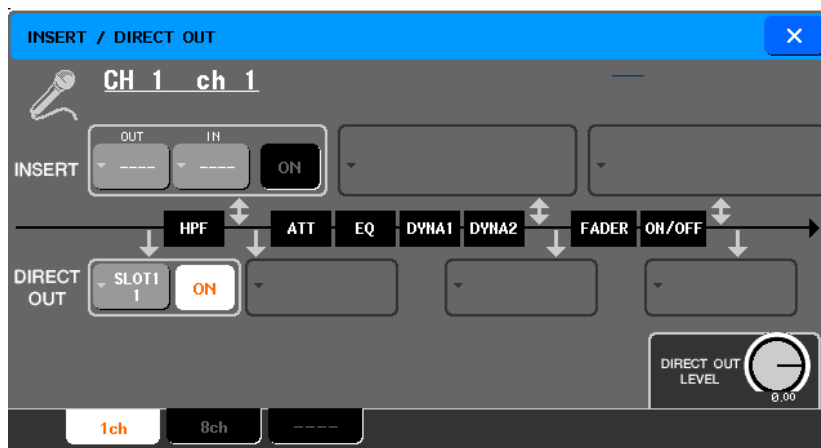 INSERT / DIRECT OUT
CH 1 ch 1
OUT IN
INSERT ---- ---- ON
HPF ATT EQ DYNA1 DYNA2 FADER ON/OFF
DIRECT OUT
SLOT1
1
ON
DIRECT OUT
LEVEL
0.00
1ch 8ch ----